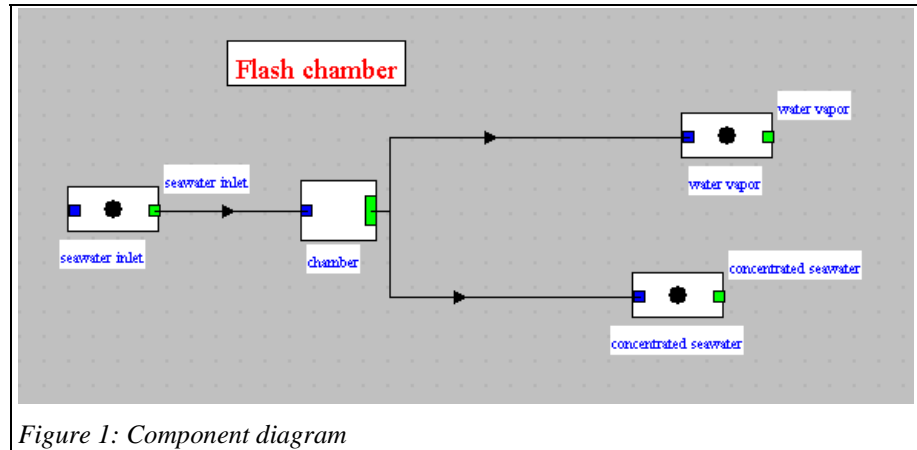 Flash chamber
water vapor
water vapor
seawater inlet
seawater inlet
chamber
concentrated seawater
concentrated seawater
Figure 1: Component diagram